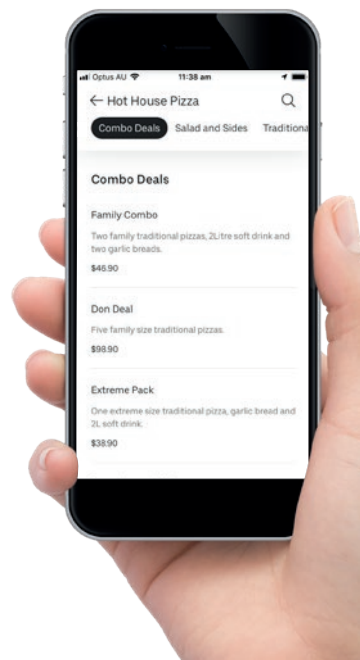 Optus AU 11:38 am
← Hot House Pizza
Combo Deals Salad and Sides Traditiona
Combo Deals
Family Combo
Two family traditional pizzas, 2Litre soft drink and
two garlic breads.
$46.90
Don Deal
Five family size traditional pizzas.
$98.90
Extreme Pack
One extreme size traditional pizza, garlic bread and
2L soft drink.
$38.90